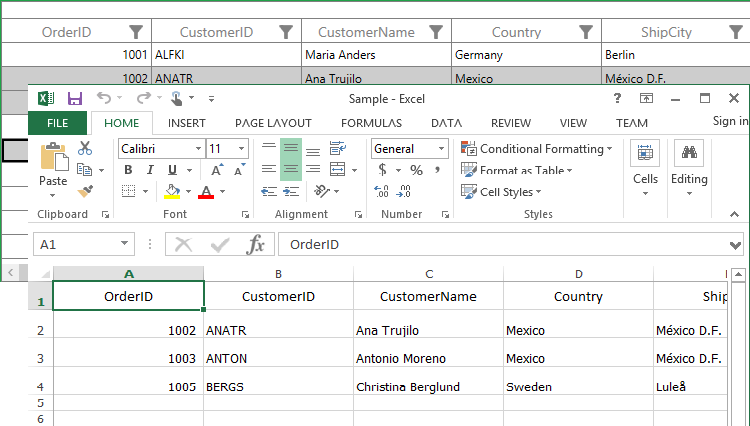 OrderID CustomerID CustomerName Country ShipCity
1001 ALFKI Maria Anders Germany Berlin
1002 ANATR Ana Trujilo Mexico México D.F.
Sample - Excel
FILE HOME INSERT PAGE LAYOUT FORMULAS DATA REVIEW VIEW TEAM Sign in
Paste Calibri 11 General Conditional Formatting Cells Editing
$ % , Format as Table
B I U A A .00 .0 Cell Styles
Clipboard Font Alignment Number Styles
A1 fx OrderID
A B C D
1 OrderID CustomerID CustomerName Country Ship
2 1002 ANATR Ana Trujilo Mexico México D.F.
3 1003 ANTON Antonio Moreno Mexico México D.F.
4 1005 BERGS Christina Berglund Sweden Luleå
5
6